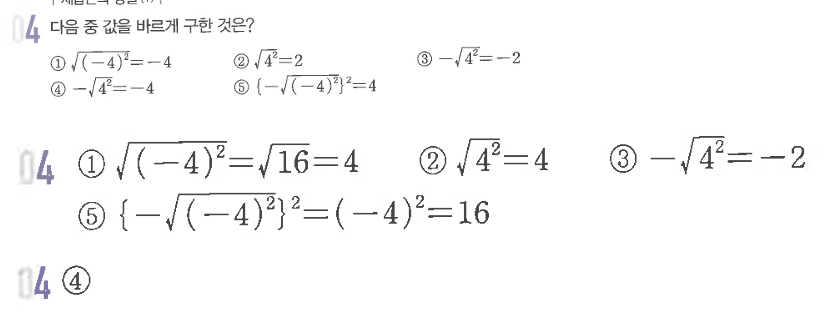 04 다음 중 값을 바르게 구한 것은?
① √(-4)²=-4 ② √4²=2 ③ -√4²=-2
④ -√4²=-4 ⑤ {-√(-4)²}²=4
04 ① √(-4)²=√16=4 ② √4²=4 ③ -√4²=-2
⑤ {-√(-4)²}²=(-4)²=16
04 ④